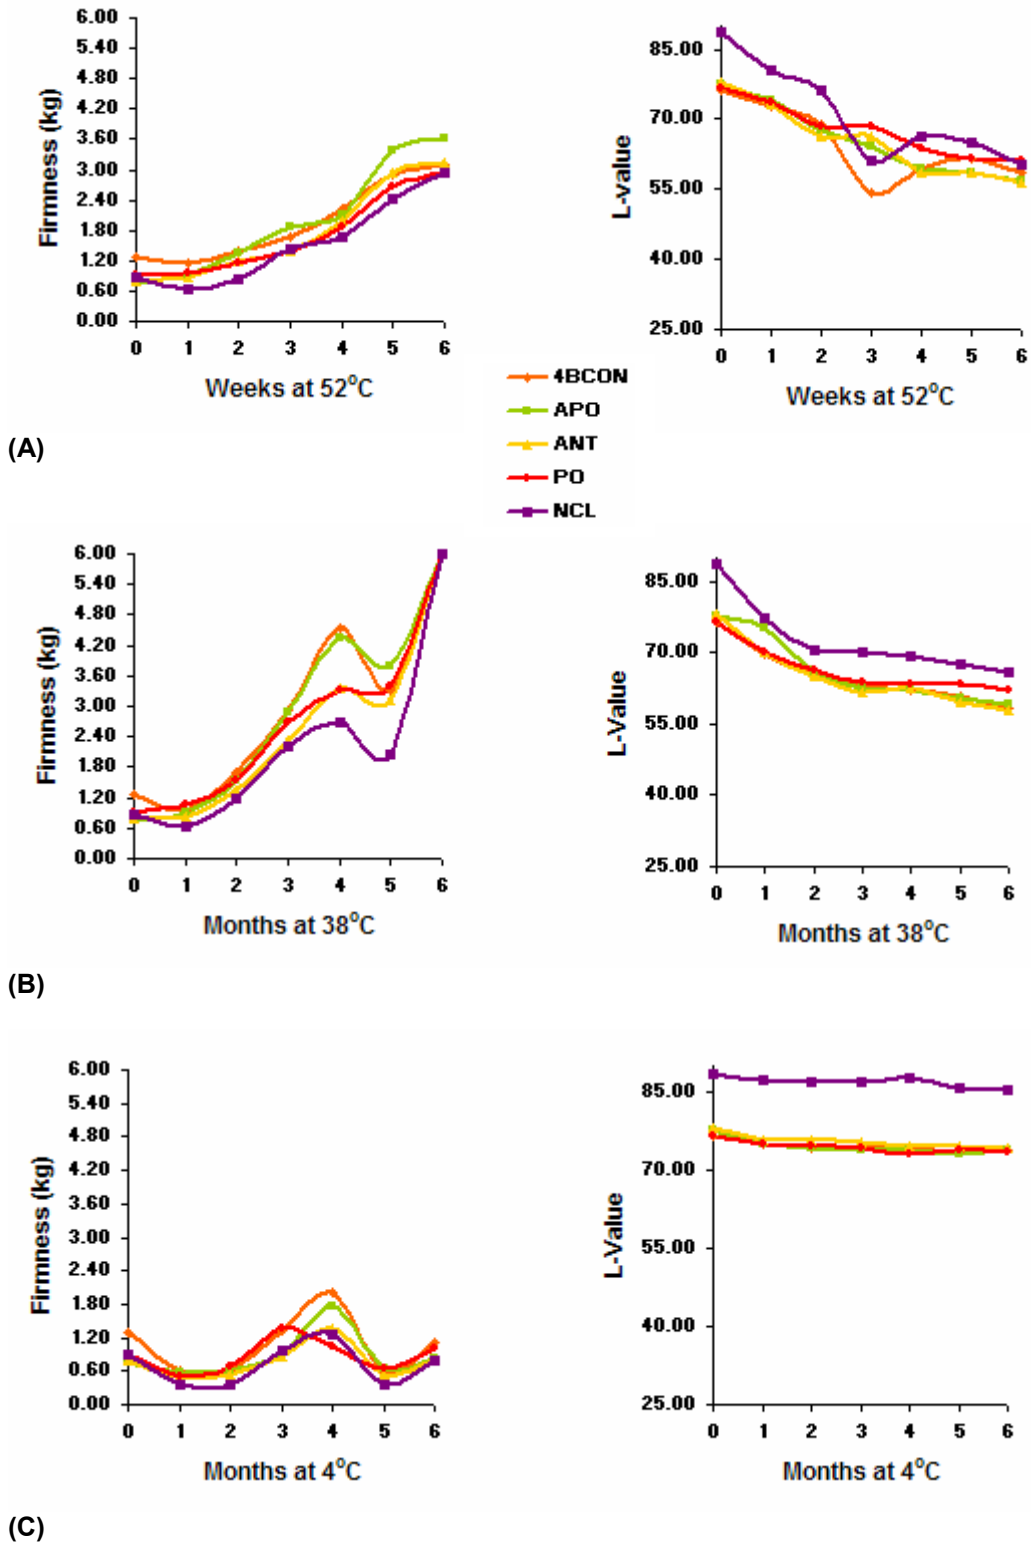 6.00
5.40
4.80
4.20
3.60
3.00
2.40
1.80
1.20
0.60
0.00
Firmness (kg)
0 1 2 3 4 5 6
Weeks at 52°C
85.00
70.00
55.00
40.00
25.00
L-value
0 1 2 3 4 5 6
Weeks at 52°C
4BCON
APO
ANT
PO
NCL
(A)
6.00
5.40
4.80
4.20
3.60
3.00
2.40
1.80
1.20
0.60
0.00
Firmness (kg)
0 1 2 3 4 5 6
Months at 38°C
85.00
70.00
55.00
40.00
25.00
L-Value
0 1 2 3 4 5 6
Months at 38°C
(B)
6.00
5.40
4.80
4.20
3.60
3.00
2.40
1.80
1.20
0.60
0.00
Firmness (kg)
0 1 2 3 4 5 6
Months at 4°C
85.00
70.00
55.00
40.00
25.00
L-Value
0 1 2 3 4 5 6
Months at 4°C
(C)